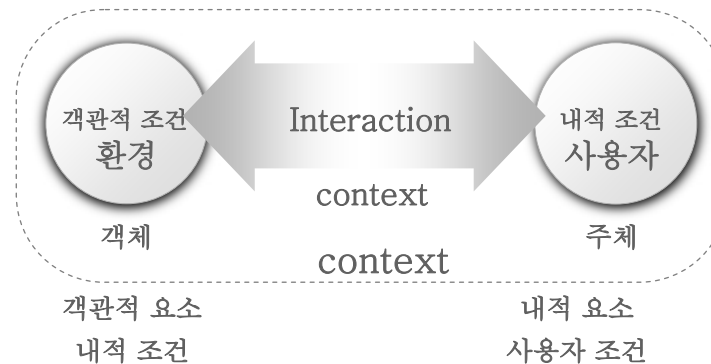 객관적 조건
환경
Interaction
내적 조건
사용자
context
객체
주체
context
객관적 요소
내적 요소
내적 조건
사용자 조건